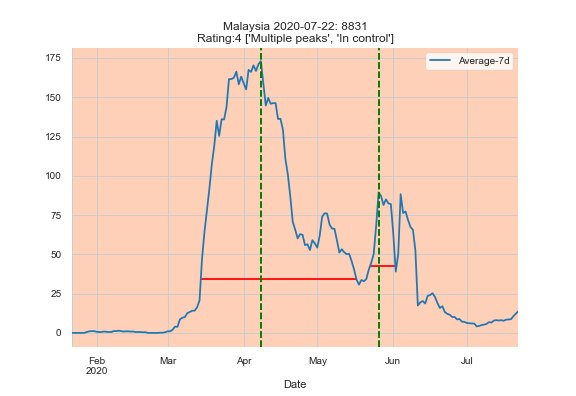 Malaysia 2020-07-22: 8831
Rating:4 ['Multiple peaks', 'In control']
Average-7d
175
150
125
100
75
50
25
0
Feb
2020
Mar
Apr
May
Jun
Jul
Date